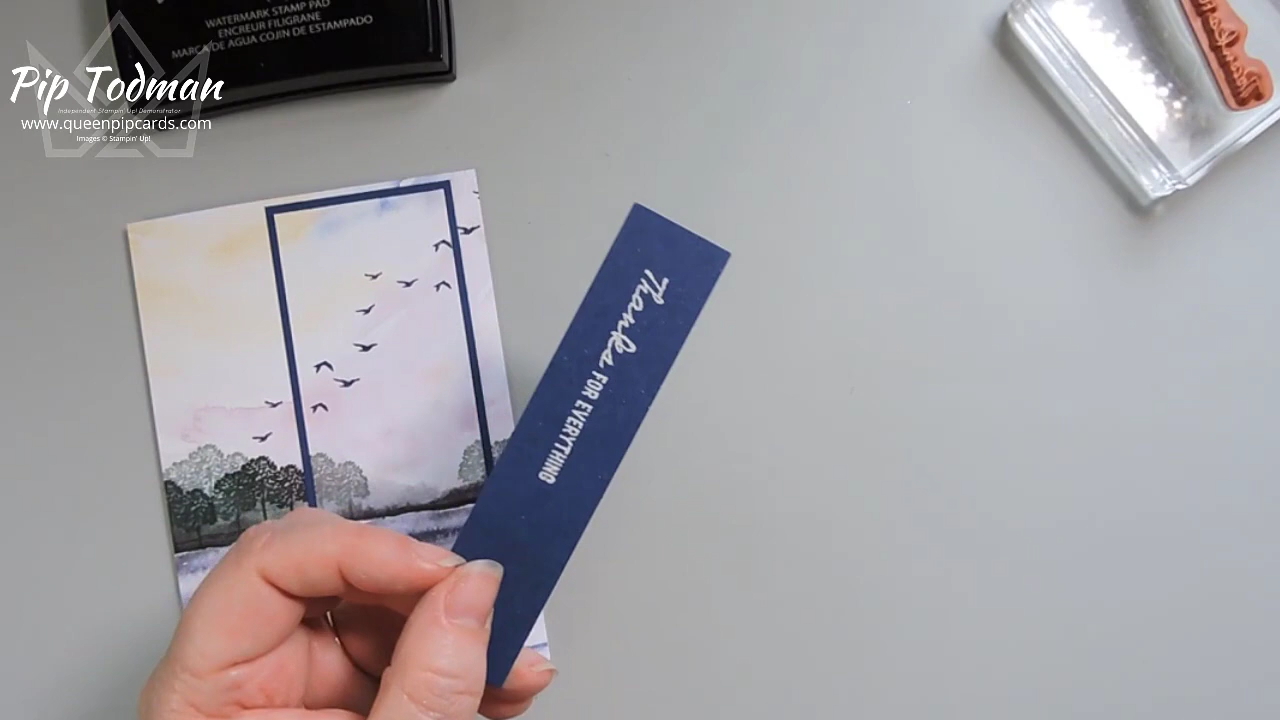 WATERMARK STAMP PAD
ENCREUR FILIGRANE
MARCA DE AGUA COJIN DE ESTAMPADO
Pip Todman
Independent Stampin' Up! Demonstrator
www.queenpipcards.com
Images © Stampin' Up!
Thanks FOR EVERYTHING